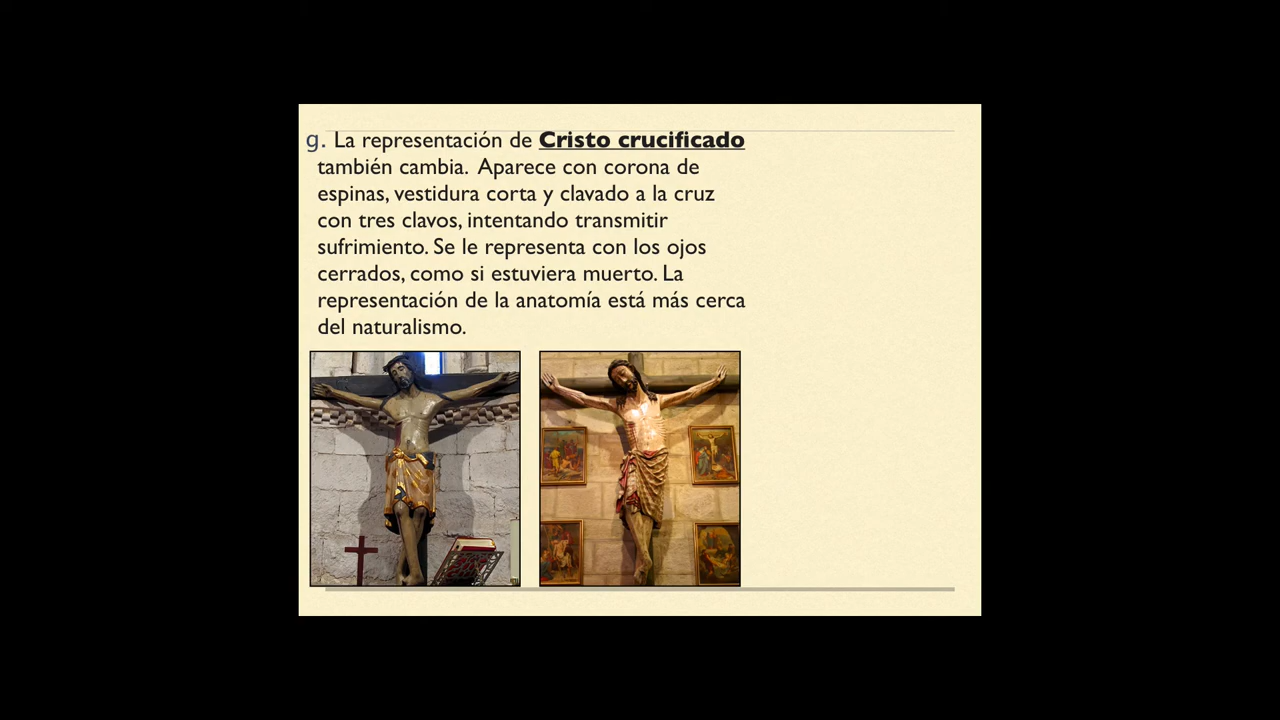 g. La representación de Cristo crucificado
también cambia. Aparece con corona de
espinas, vestidura corta y clavado a la cruz
con tres clavos, intentando transmitir
sufrimiento. Se le representa con los ojos
cerrados, como si estuviera muerto. La
representación de la anatomía está más cerca
del naturalismo.